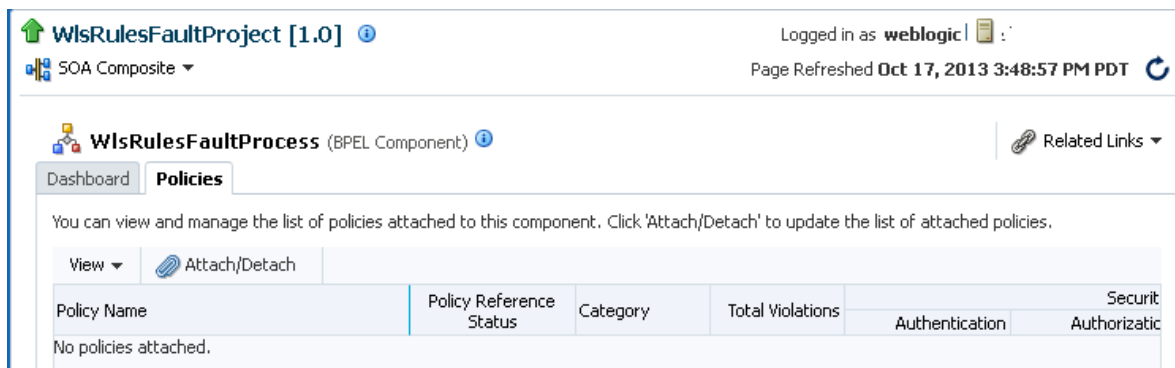 WlsRulesFaultProject [1.0]
Logged in as weblogic
SOA Composite
Page Refreshed Oct 17, 2013 3:48:57 PM PDT
WlsRulesFaultProcess (BPEL Component)
Related Links
Dashboard
Policies
You can view and manage the list of policies attached to this component. Click 'Attach/Detach' to update the list of attached policies.
View
Attach/Detach
Policy Name
Policy Reference
Status
Category
Total Violations
Securit
Authentication
Authorizatic
No policies attached.